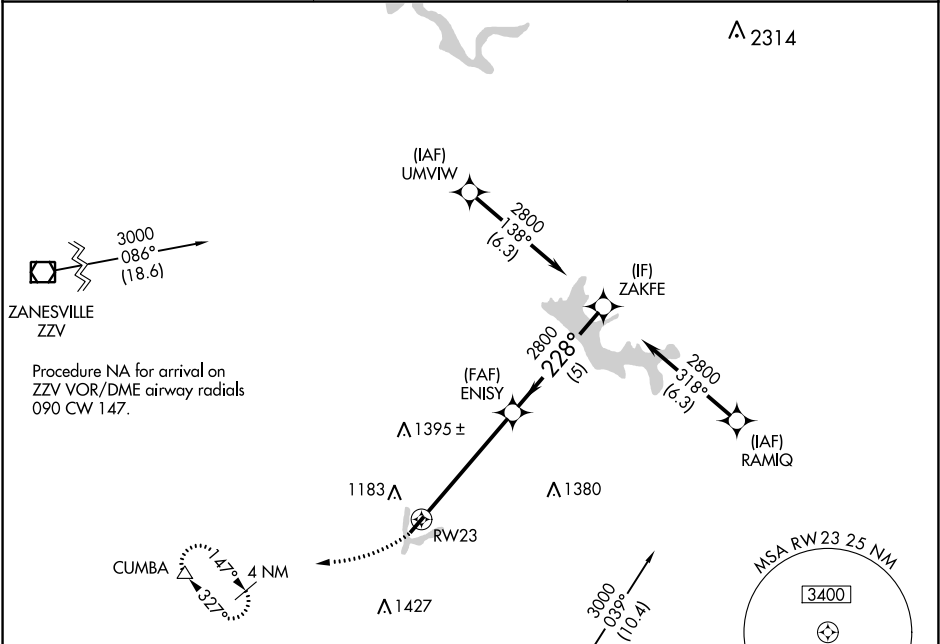 2314
(IAF)
UMVIW
2800
138°
(6.3)
3000
086°
(18.6)
(IF)
ZAKFE
ZANESVILLE
ZZV
2800
228°
(5)
2800
318°
(6.3)
Procedure NA for arrival on
ZZV VOR/DME airway radials
090 CW 147.
(FAF)
ENISY
(IAF)
RAMIQ
1395 ±
1183
1380
RW23
CUMBA
147°
4 NM
327°
1427
3000
039°
(10.4)
MSA RW 23 25 NM
3400